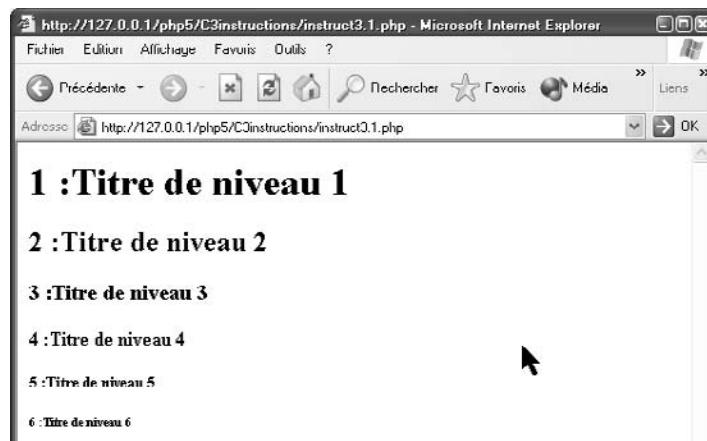 http://127.0.0.1/php5/C3instructions/instruct3.1.php - Microsoft Internet Explorer
Fichier Edition Affichage Favoris Outils ?
Précédente Rechercher Favoris Média » Liens »
Adresse http://127.0.0.1/php5/C3instructions/instruct3.1.php OK
1 :Titre de niveau 1
2 :Titre de niveau 2
3 :Titre de niveau 3
4 :Titre de niveau 4
5 :Titre de niveau 5
6 :Titre de niveau 6